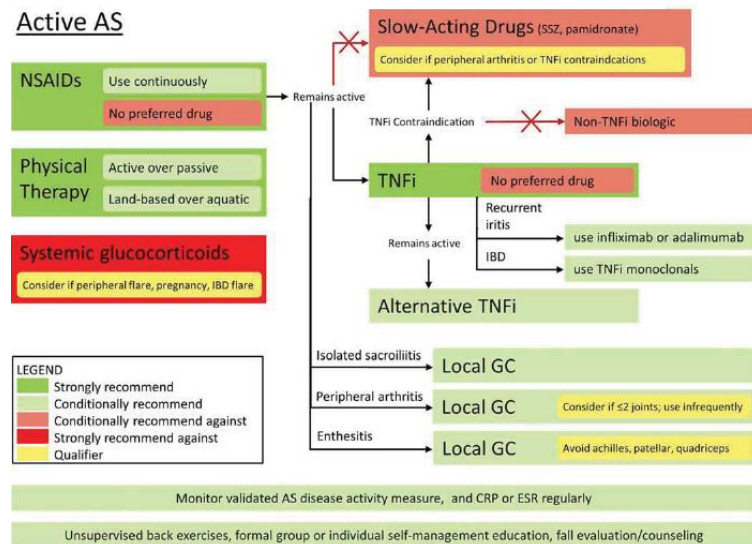 Active AS
NSAIDs
Use continuously
No preferred drug
Physical
Therapy
Active over passive
Land-based over aquatic
Systemic glucocorticoids
Consider if peripheral flare, pregnancy, IBD flare
LEGEND
Strongly recommend
Conditionally recommend
Conditionally recommend against
Strongly recommend against
Qualifier
Remains active
Slow-Acting Drugs (SSZ, pamidronate)
Consider if peripheral arthritis or TNFi contraindcations
TNFi Contraindication
Non-TNFi biologic
TNFi
No preferred drug
Recurrent
iritis
use infliximab or adalimumab
IBD
use TNFi monoclonals
Remains active
Alternative TNFi
Isolated sacroiliitis
Local GC
Peripheral arthritis
Local GC
Consider if ≤2 joints; use infrequently
Enthesitis
Local GC
Avoid achilles, patellar, quadriceps
Monitor validated AS disease activity measure, and CRP or ESR regularly
Unsupervised back exercises, formal group or individual self-management education, fall evaluation/counseling